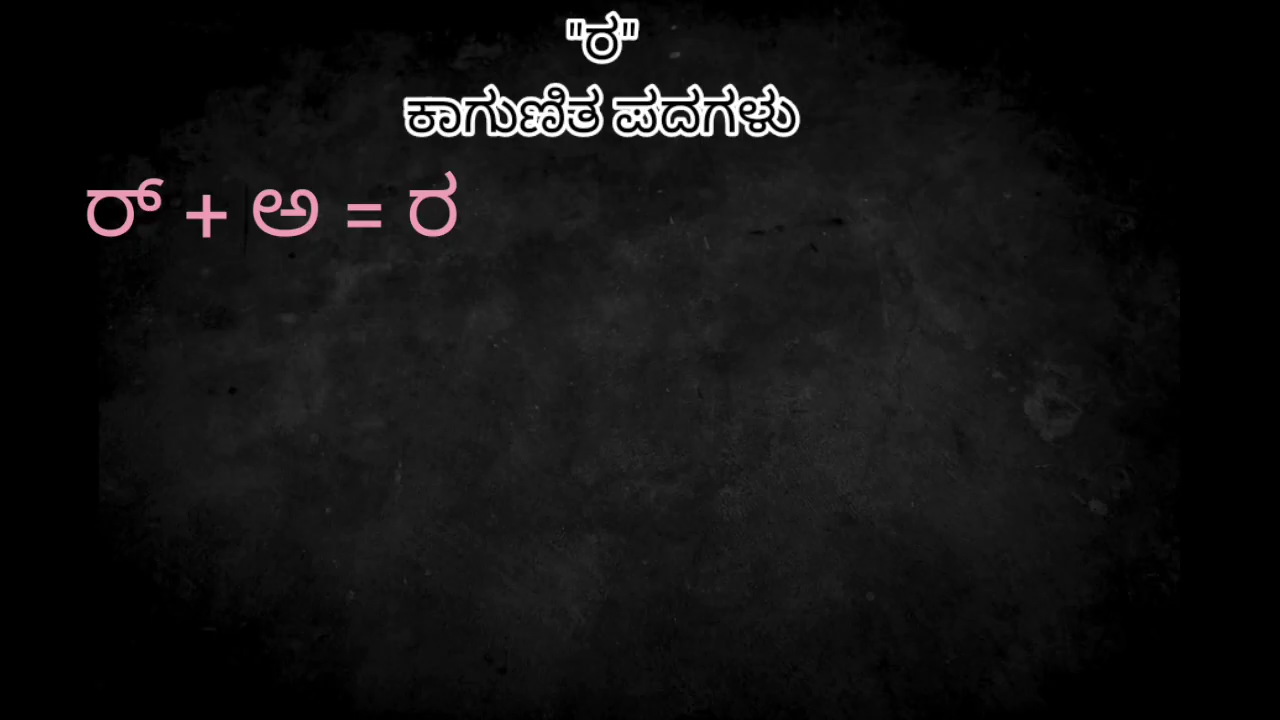 "ರ"
ಕಾಗುಣಿತ ಪದಗಳು
ರ್ + ಅ = ರ